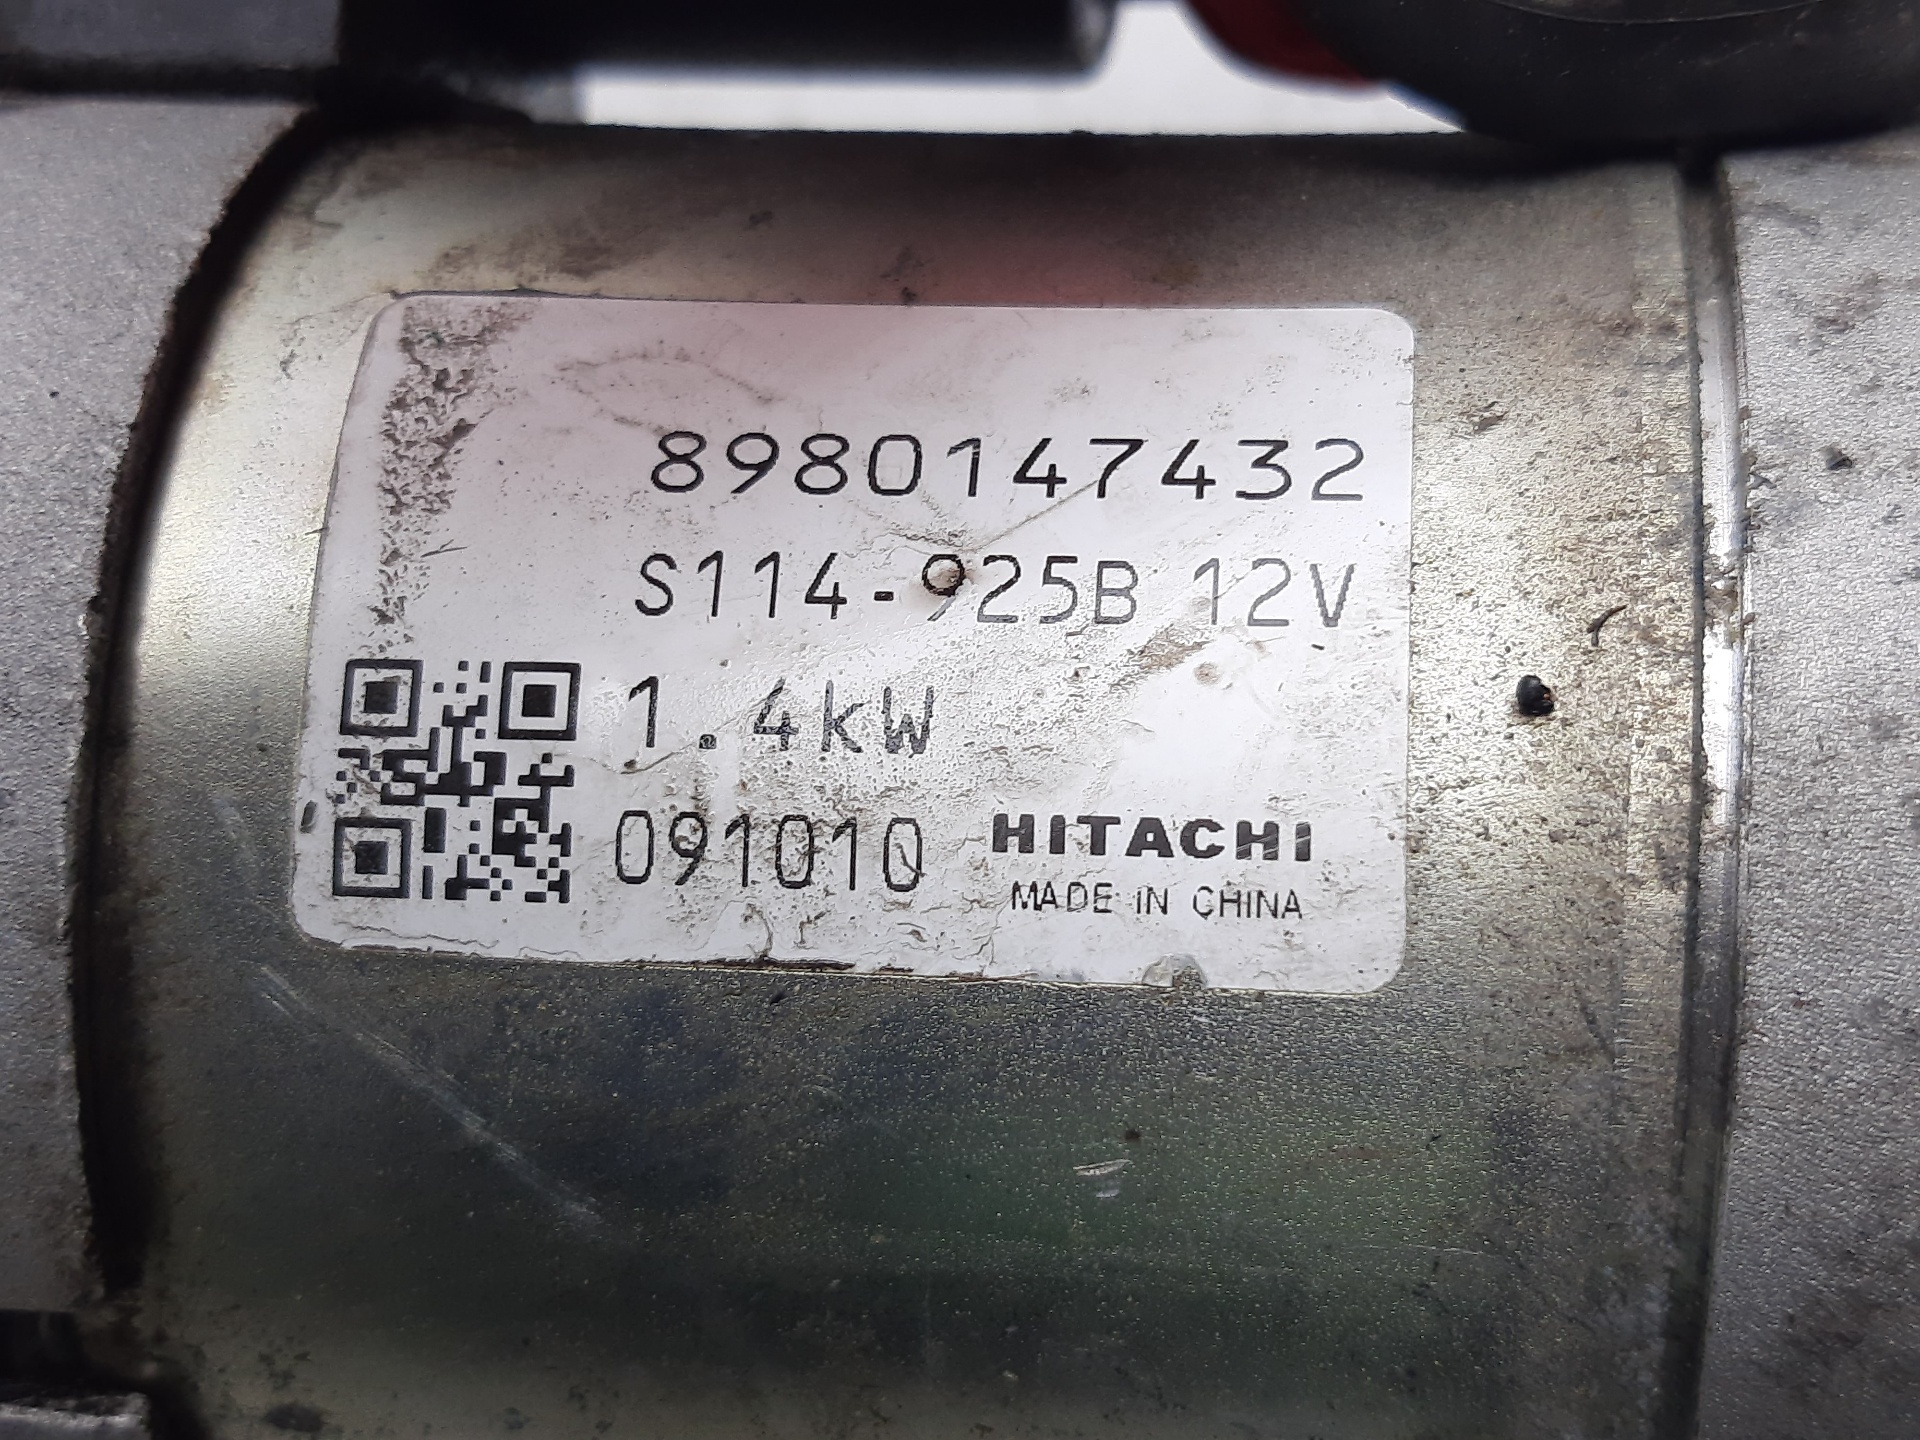 8980147432
S114-925B 12V
1.4kW
091010 HITACHI
MADE IN CHINA